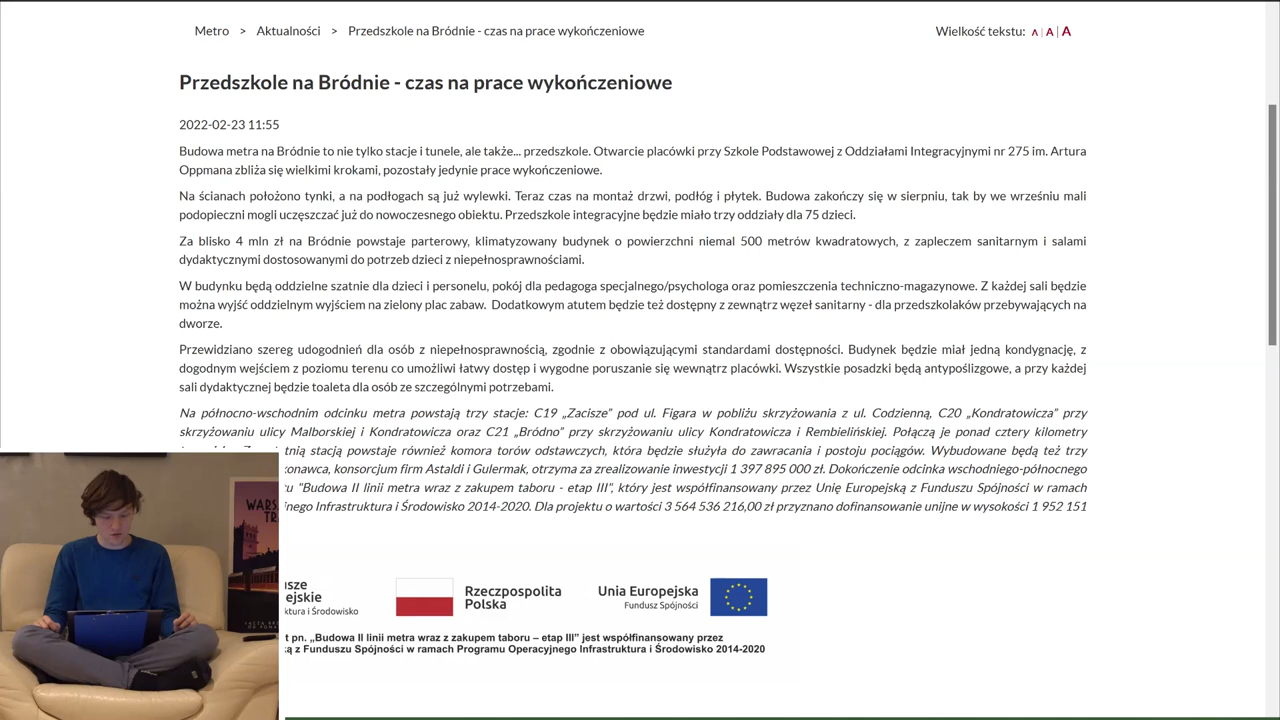 Metro > Aktualności > Przedszkole na Bródnie - czas na prace wykończeniowe
Wielkość tekstu: A | A | A
Przedszkole na Bródnie - czas na prace wykończeniowe
2022-02-23 11:55
Budowa metra na Bródnie to nie tylko stacje i tunele, ale także... przedszkole. Otwarcie placówki przy Szkole Podstawowej z Oddziałami Integracyjnymi nr 275 im. Artura
Oppmana zbliża się wielkimi krokami, pozostały jedynie prace wykończeniowe.
Na ścianach położono tynki, a na podłogach są już wylewki. Teraz czas na montaż drzwi, podłóg i płytek. Budowa zakończy się w sierpniu, tak by we wrześniu mali
podopieczni mogli uczęszczać już do nowoczesnego obiektu. Przedszkole integracyjne będzie miało trzy oddziały dla 75 dzieci.
Za blisko 4 mln zł na Bródnie powstaje parterowy, klimatyzowany budynek o powierzchni niemal 500 metrów kwadratowych, z zapleczem sanitarnym i salami
dydaktycznymi dostosowanymi do potrzeb dzieci z niepełnosprawnościami.
W budynku będą oddzielne szatnie dla dzieci i personelu, pokój dla pedagoga specjalnego/psychologa oraz pomieszczenia techniczno-magazynowe. Z każdej sali będzie
można wyjść oddzielnym wyjściem na zielony plac zabaw. Dodatkowym atutem będzie też dostępny z zewnątrz węzeł sanitarny - dla przedszkolaków przebywających na
dworze.
Przewidziano szereg udogodnień dla osób z niepełnosprawnością, zgodnie z obowiązującymi standardami dostępności. Budynek będzie miał jedną kondygnację, z
dogodnym wejściem z poziomu terenu co umożliwi łatwy dostęp i wygodne poruszanie się wewnątrz placówki. Wszystkie posadzki będą antypoślizgowe, a przy każdej
sali dydaktycznej będzie toaleta dla osób ze szczególnymi potrzebami.
Na północno-wschodnim odcinku metra powstają trzy stacje: C19 „Zacisze” pod ul. Figara w pobliżu skrzyżowania z ul. Codzienną, C20 „Kondratowicza” przy
skrzyżowaniu ulicy Malborskiej i Kondratowicza oraz C21 „Bródno” przy skrzyżowaniu ulicy Kondratowicza i Rembielińskiej. Połączą je ponad cztery kilometry
tnią stacją powstaje również komora torów odstawczych, która będzie służyła do zawracania i postoju pociągów. Wybudowane będą też trzy
konawca, konsorcjum firm Astaldi i Gulermak, otrzyma za zrealizowanie inwestycji 1 397 895 000 zł. Dokończenie odcinka wschodniego-północnego
u "Budowa II linii metra wraz z zakupem taboru - etap III", który jest współfinansowany przez Unię Europejską z Funduszu Spójności w ramach
nego Infrastruktura i Środowisko 2014-2020. Dla projektu o wartości 3 564 536 216,00 zł przyznano dofinansowanie unijne w wysokości 1 952 151
usze
ejskie
ktura i Środowisko
Rzeczpospolita
Polska
Unia Europejska
Fundusz Spójności
t pn. „Budowa II linii metra wraz z zakupem taboru – etap III” jest współfinansowany przez
ą z Funduszu Spójności w ramach Programu Operacyjnego Infrastruktura i Środowisko 2014-2020
WARS
TR